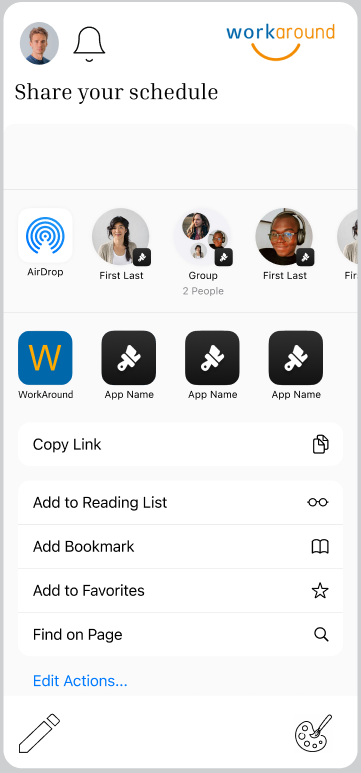 workaround
Share your schedule
AirDrop
First Last
Group
2 People
First Last
Fir
W
WorkAround
App Name
App Name
App Name
Copy Link
Add to Reading List
Add Bookmark
Add to Favorites
Find on Page
Edit Actions...